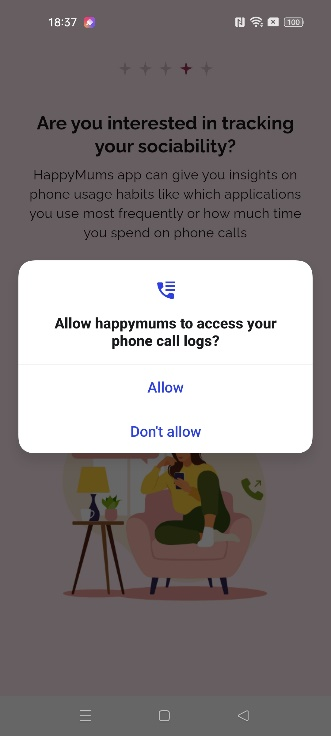 18:37
100
Are you interested in tracking
your sociability?
HappyMums app can give you insights on
phone usage habits like which applications
you use most frequently or how much time
you spend on phone calls
Allow happymums to access your
phone call logs?
Allow
Don't allow